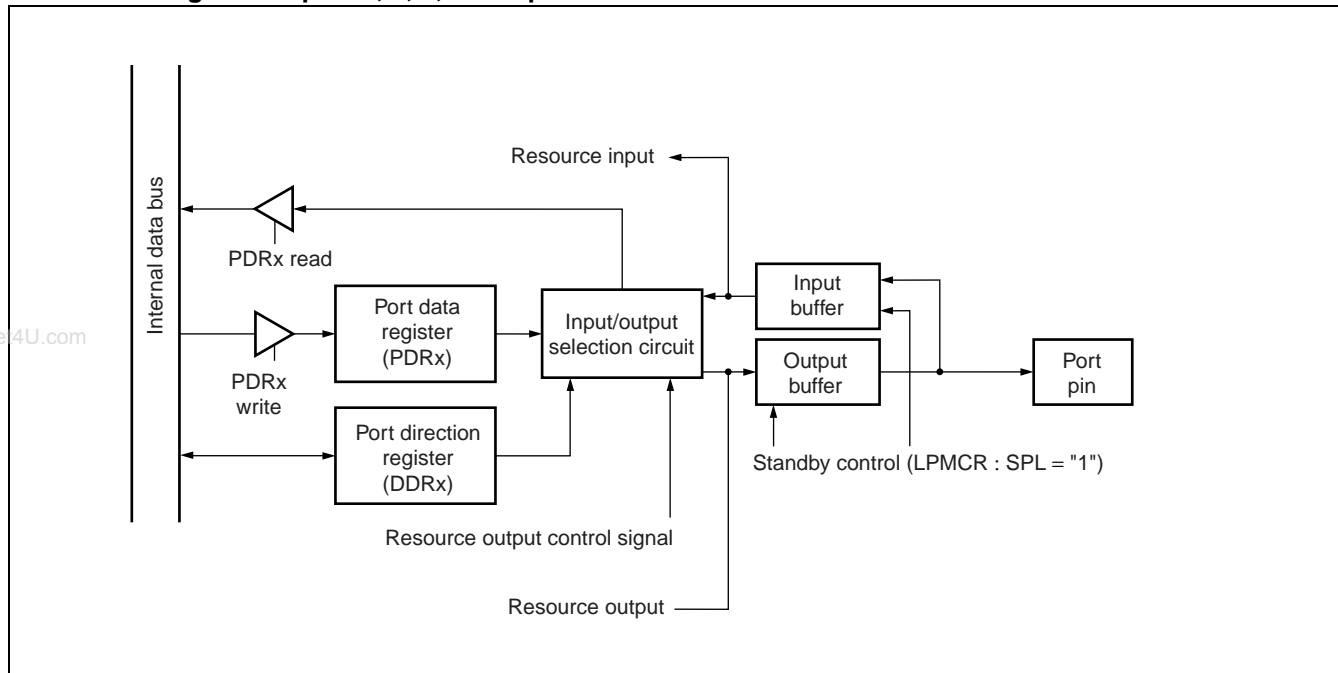 Internal data bus
Resource input
PDRx read
Port data
register
(PDRx)
Input/output
selection circuit
Input
buffer
et4U.com
PDRx
write
Output
buffer
Port
pin
Port direction
register
(DDRx)
Standby control (LPMCR : SPL = "1")
Resource output control signal
Resource output